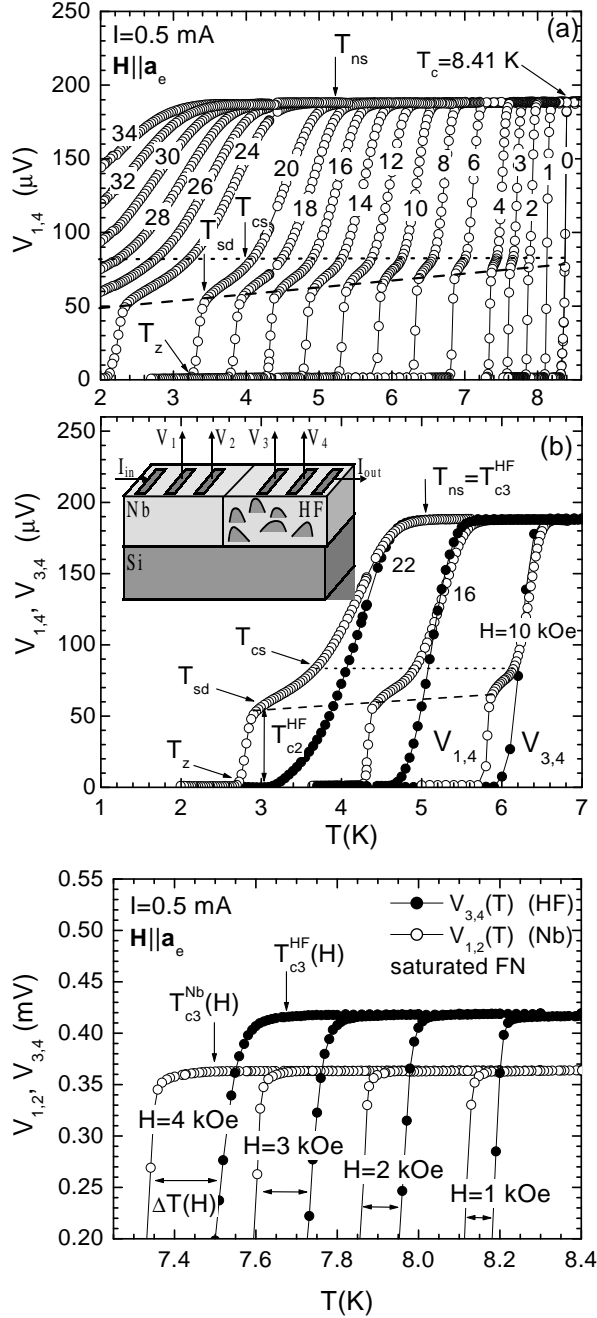 I=0.5 mA
(a)
H||a_e
T_ns
T_c=8.41 K
V_1,4 (μV)
250
200
150
100
50
0
34
32
30
28
26
24
20
18
16
14
12
10
8
6
4
3
2
1
0
T_cs
T_sd
T_z
2 3 4 5 6 7 8
(b)
V_1 V_2 V_3 V_4
I_in I_out
Nb HF
Si
T_ns=T_c3^HF
V_1,4, V_3,4 (μV)
250
200
150
100
50
0
22
16
H=10 kOe
T_cs
T_sd
T_c2^HF
T_z
V_1,4
V_3,4
1 2 3 4 5 6 7
T(K)
I=0.5 mA
H||a_e
V_3,4(T) (HF)
V_1,2(T) (Nb)
saturated FN
T_c3^HF(H)
T_c3^Nb(H)
V_1,2, V_3,4 (mV)
0.55
0.50
0.45
0.40
0.35
0.30
0.25
0.20
H=4 kOe
H=3 kOe
H=2 kOe
H=1 kOe
ΔT(H)
7.4 7.6 7.8 8.0 8.2 8.4
T(K)